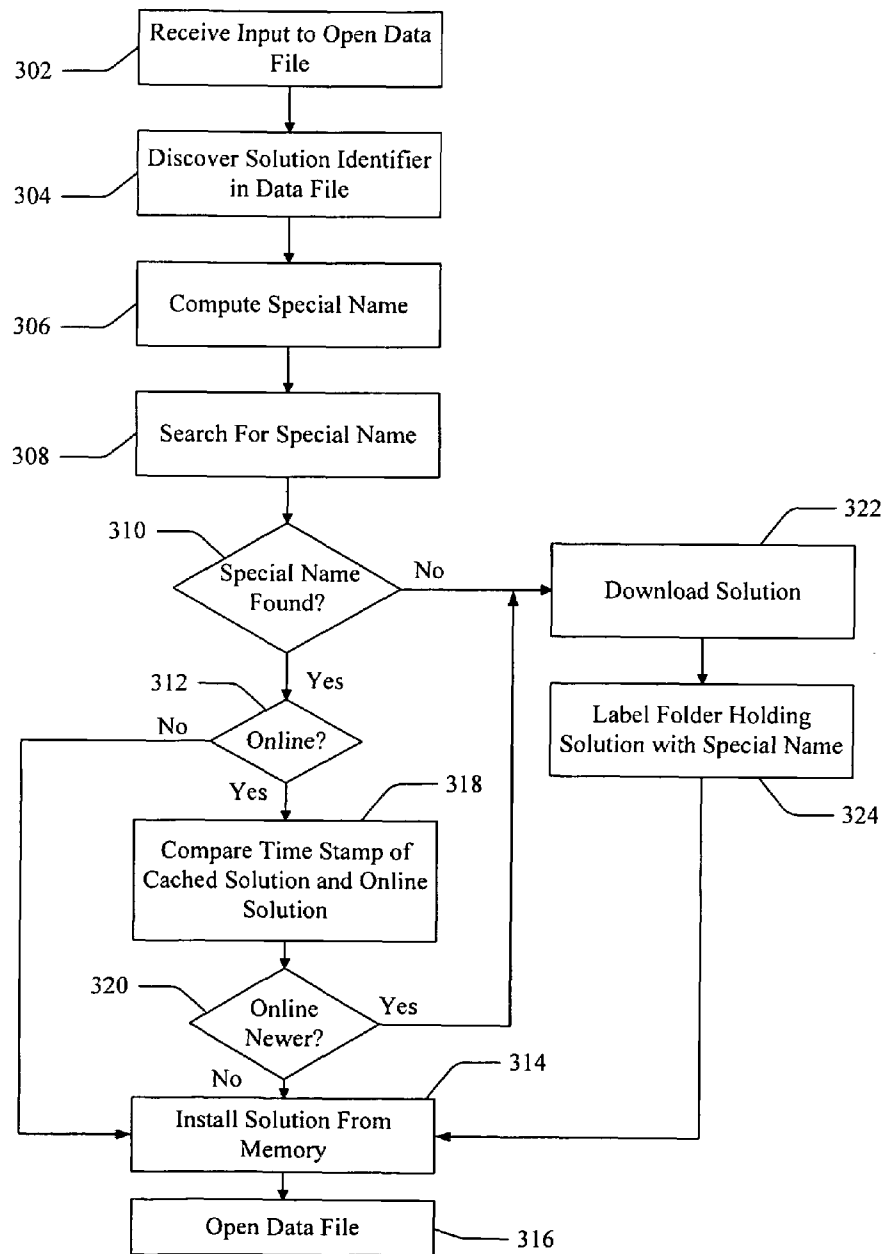 Receive Input to Open Data
File
302
Discover Solution Identifier
in Data File
304
Compute Special Name
306
Search For Special Name
308
310
Special Name
Found?
No
Yes
322
Download Solution
312
Online?
No
Yes
Label Folder Holding
Solution with Special Name
324
318
Compare Time Stamp of
Cached Solution and Online
Solution
320
Online
Newer?
Yes
No
314
Install Solution From
Memory
Open Data File
316